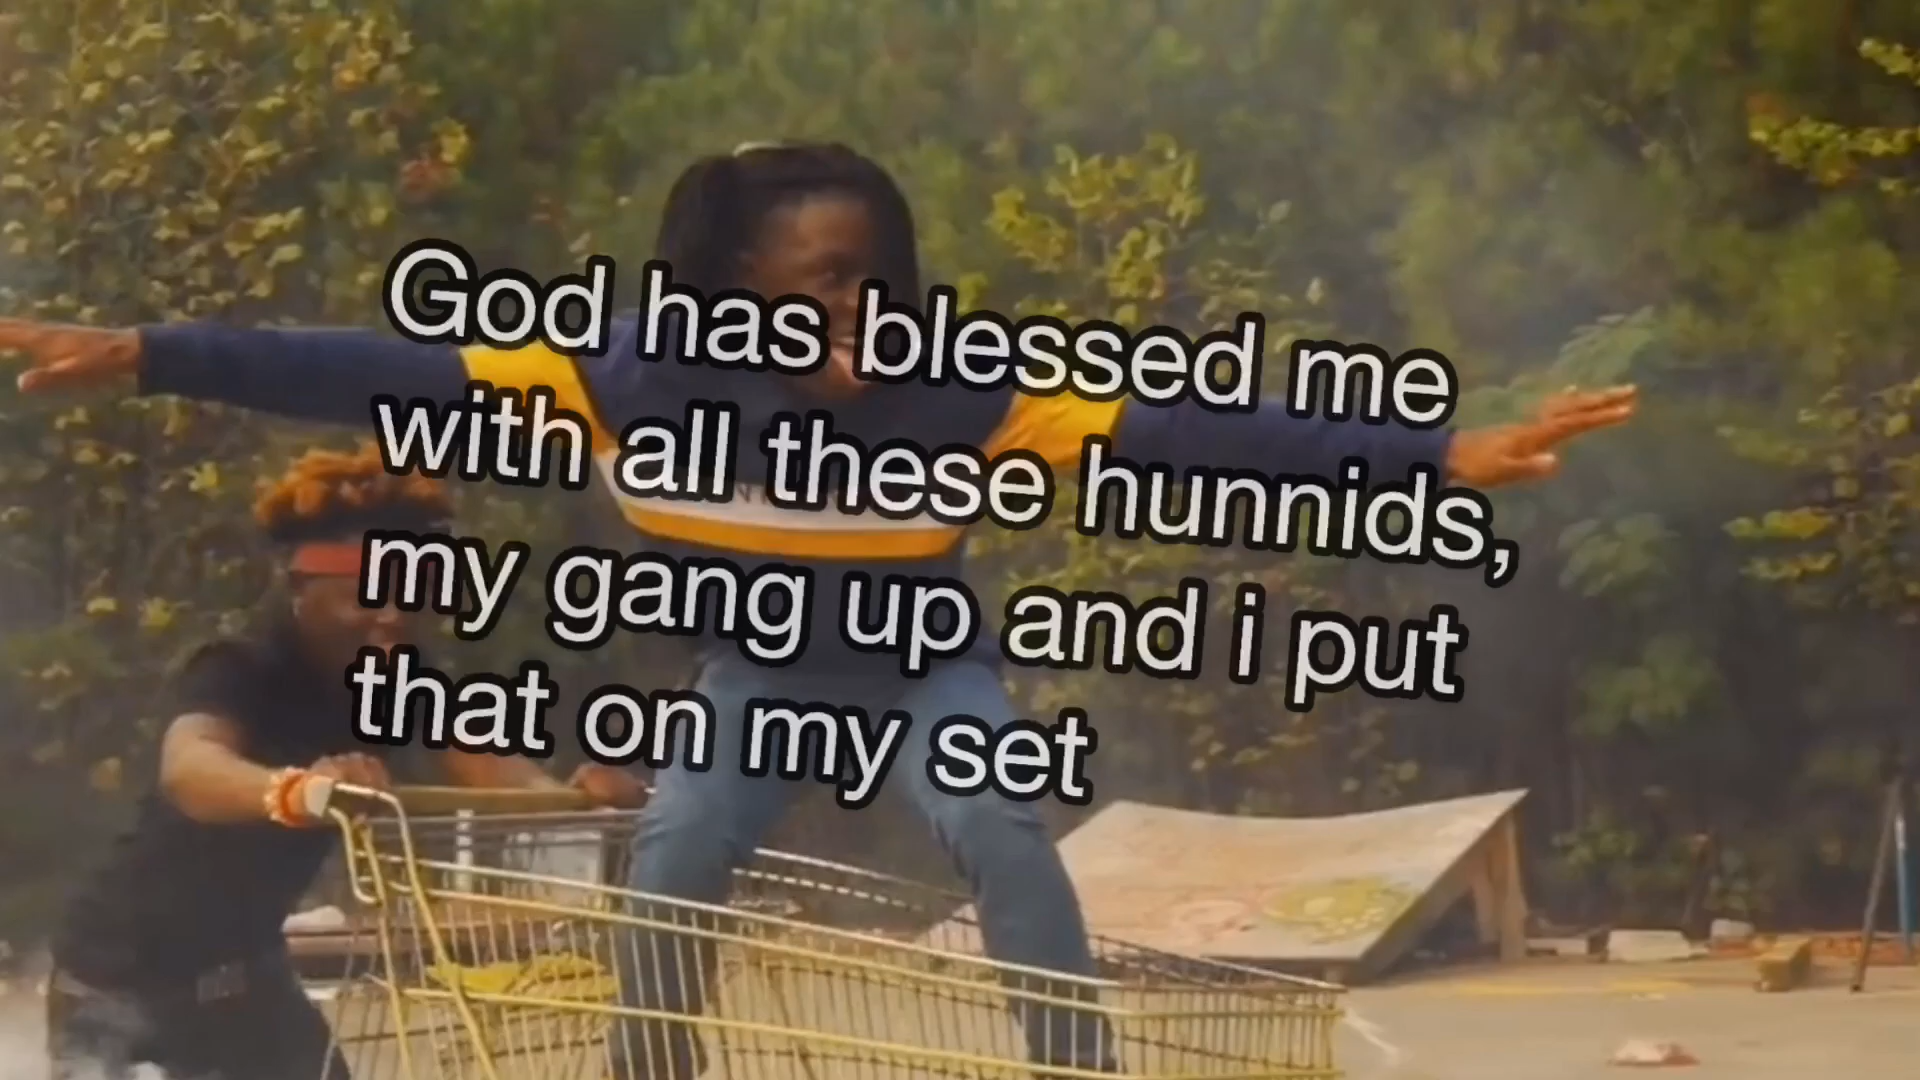 God has blessed me
with all these hunnids,
my gang up and i put
that on my set